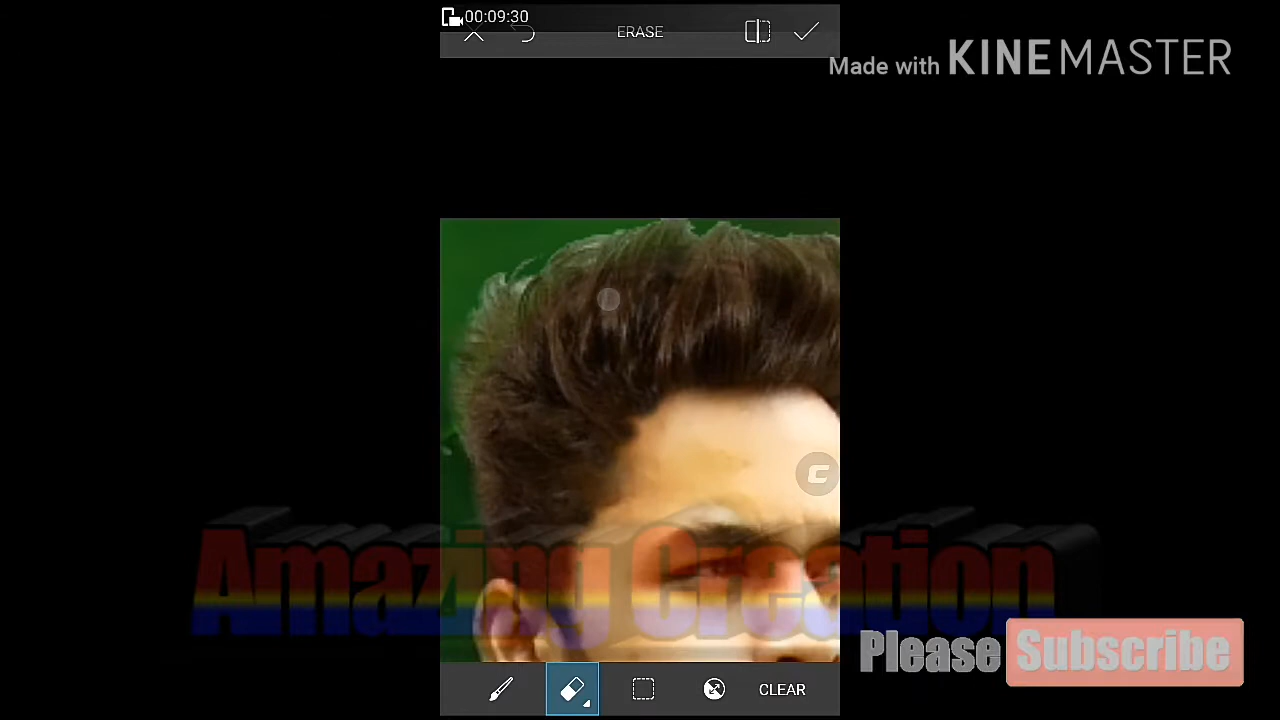 00:09:30
ERASE
Made with KINEMASTER
Amazing Creation
Please Subscribe
CLEAR